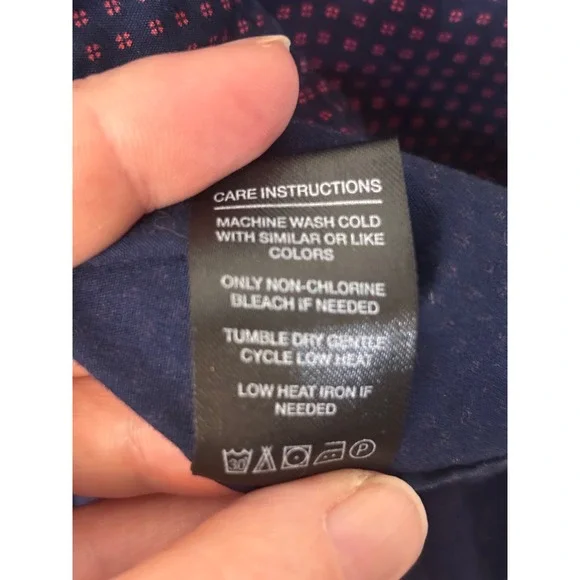 CARE INSTRUCTIONS
MACHINE WASH COLD
WITH SIMILAR OR LIKE
COLORS
ONLY NON-CHLORINE
BLEACH IF NEEDED
TUMBLE DRY GENTLE
CYCLE LOW HEAT
LOW HEAT IRON IF
NEEDED
30 P